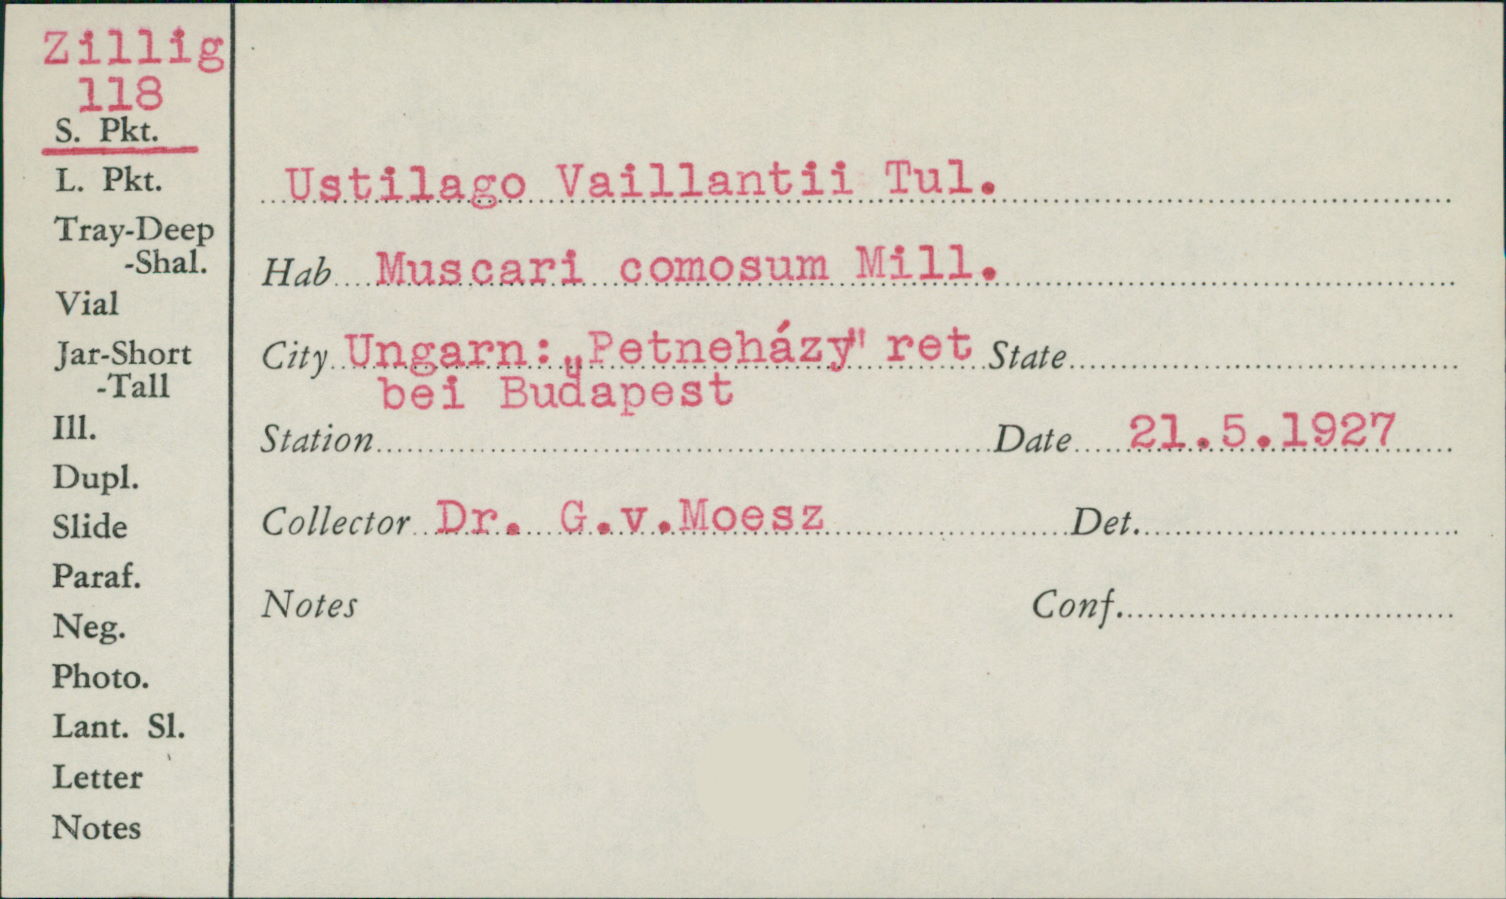 Zillig
118
S. Pkt.
L. Pkt.
Tray-Deep
-Shal.
Vial
Jar-Short
-Tall
Ill.
Dupl.
Slide
Paraf.
Neg.
Photo.
Lant. Sl.
Letter
Notes
Ustilago Vaillantii Tul.
Hab Muscari comosum Mill.
City Ungarn: „Petneházy" ret State
bei Budapest
Station Date 21.5.1927
Collector Dr. G.v.Moesz Det.
Notes Conf.